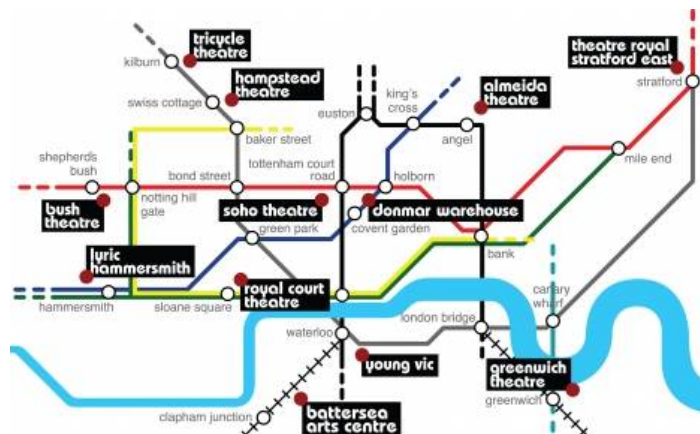 tricycle
theatre
kilburn
hampstead
theatre
swiss cottage
baker street
euston
king's
cross
almeida
theatre
angel
theatre royal
stratford east
stratford
mile end
shepherd's
bush
bush
theatre
notting hill
gate
bond street
tottenham court
road
holborn
soho theatre
donmar warehouse
green park
covent garden
bank
lyric
hammersmith
hammersmith
sloane square
royal court
theatre
canary
wharf
waterloo
london bridge
young vic
greenwich
theatre
greenwich
clapham junction
battersea
arts centre